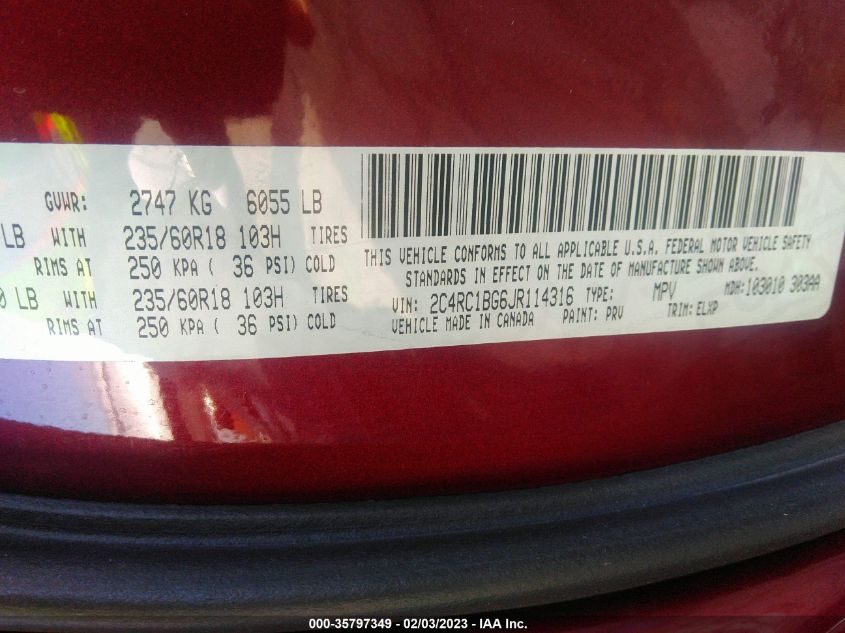 GVWR: 2747 KG 6055 LB
LB WITH 235/60R18 103H TIRES
RIMS AT 250 KPA ( 36 PSI) COLD
0 LB WITH 235/60R18 103H TIRES
RIMS AT 250 KPA ( 36 PSI) COLD
THIS VEHICLE CONFORMS TO ALL APPLICABLE U.S.A. FEDERAL MOTOR VEHICLE SAFETY
STANDARDS IN EFFECT ON THE DATE OF MANUFACTURE SHOWN ABOVE.
VIN: 2C4RC1BG6JR114316 TYPE: MPV MDH: 103010 303AA
VEHICLE MADE IN CANADA PAINT: PRV TRIM: ELXP
000-35797349 - 02/03/2023 - IAA Inc.